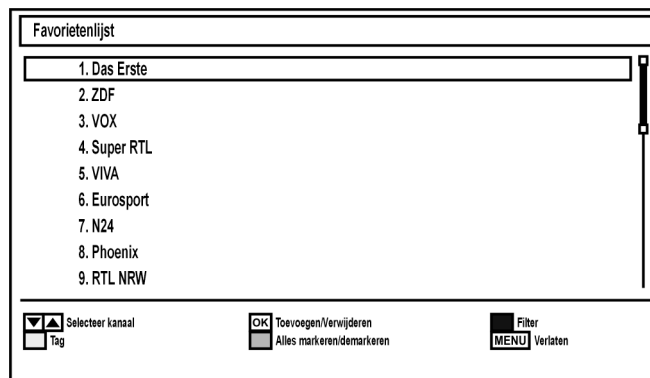 Favorietenlijst
1. Das Erste
2. ZDF
3. VOX
4. Super RTL
5. VIVA
6. Eurosport
7. N24
8. Phoenix
9. RTL NRW
Selecteer kanaal OK Toevoegen/Verwijderen Filter
Tag Alles markeren/demarkeren MENU Verlaten